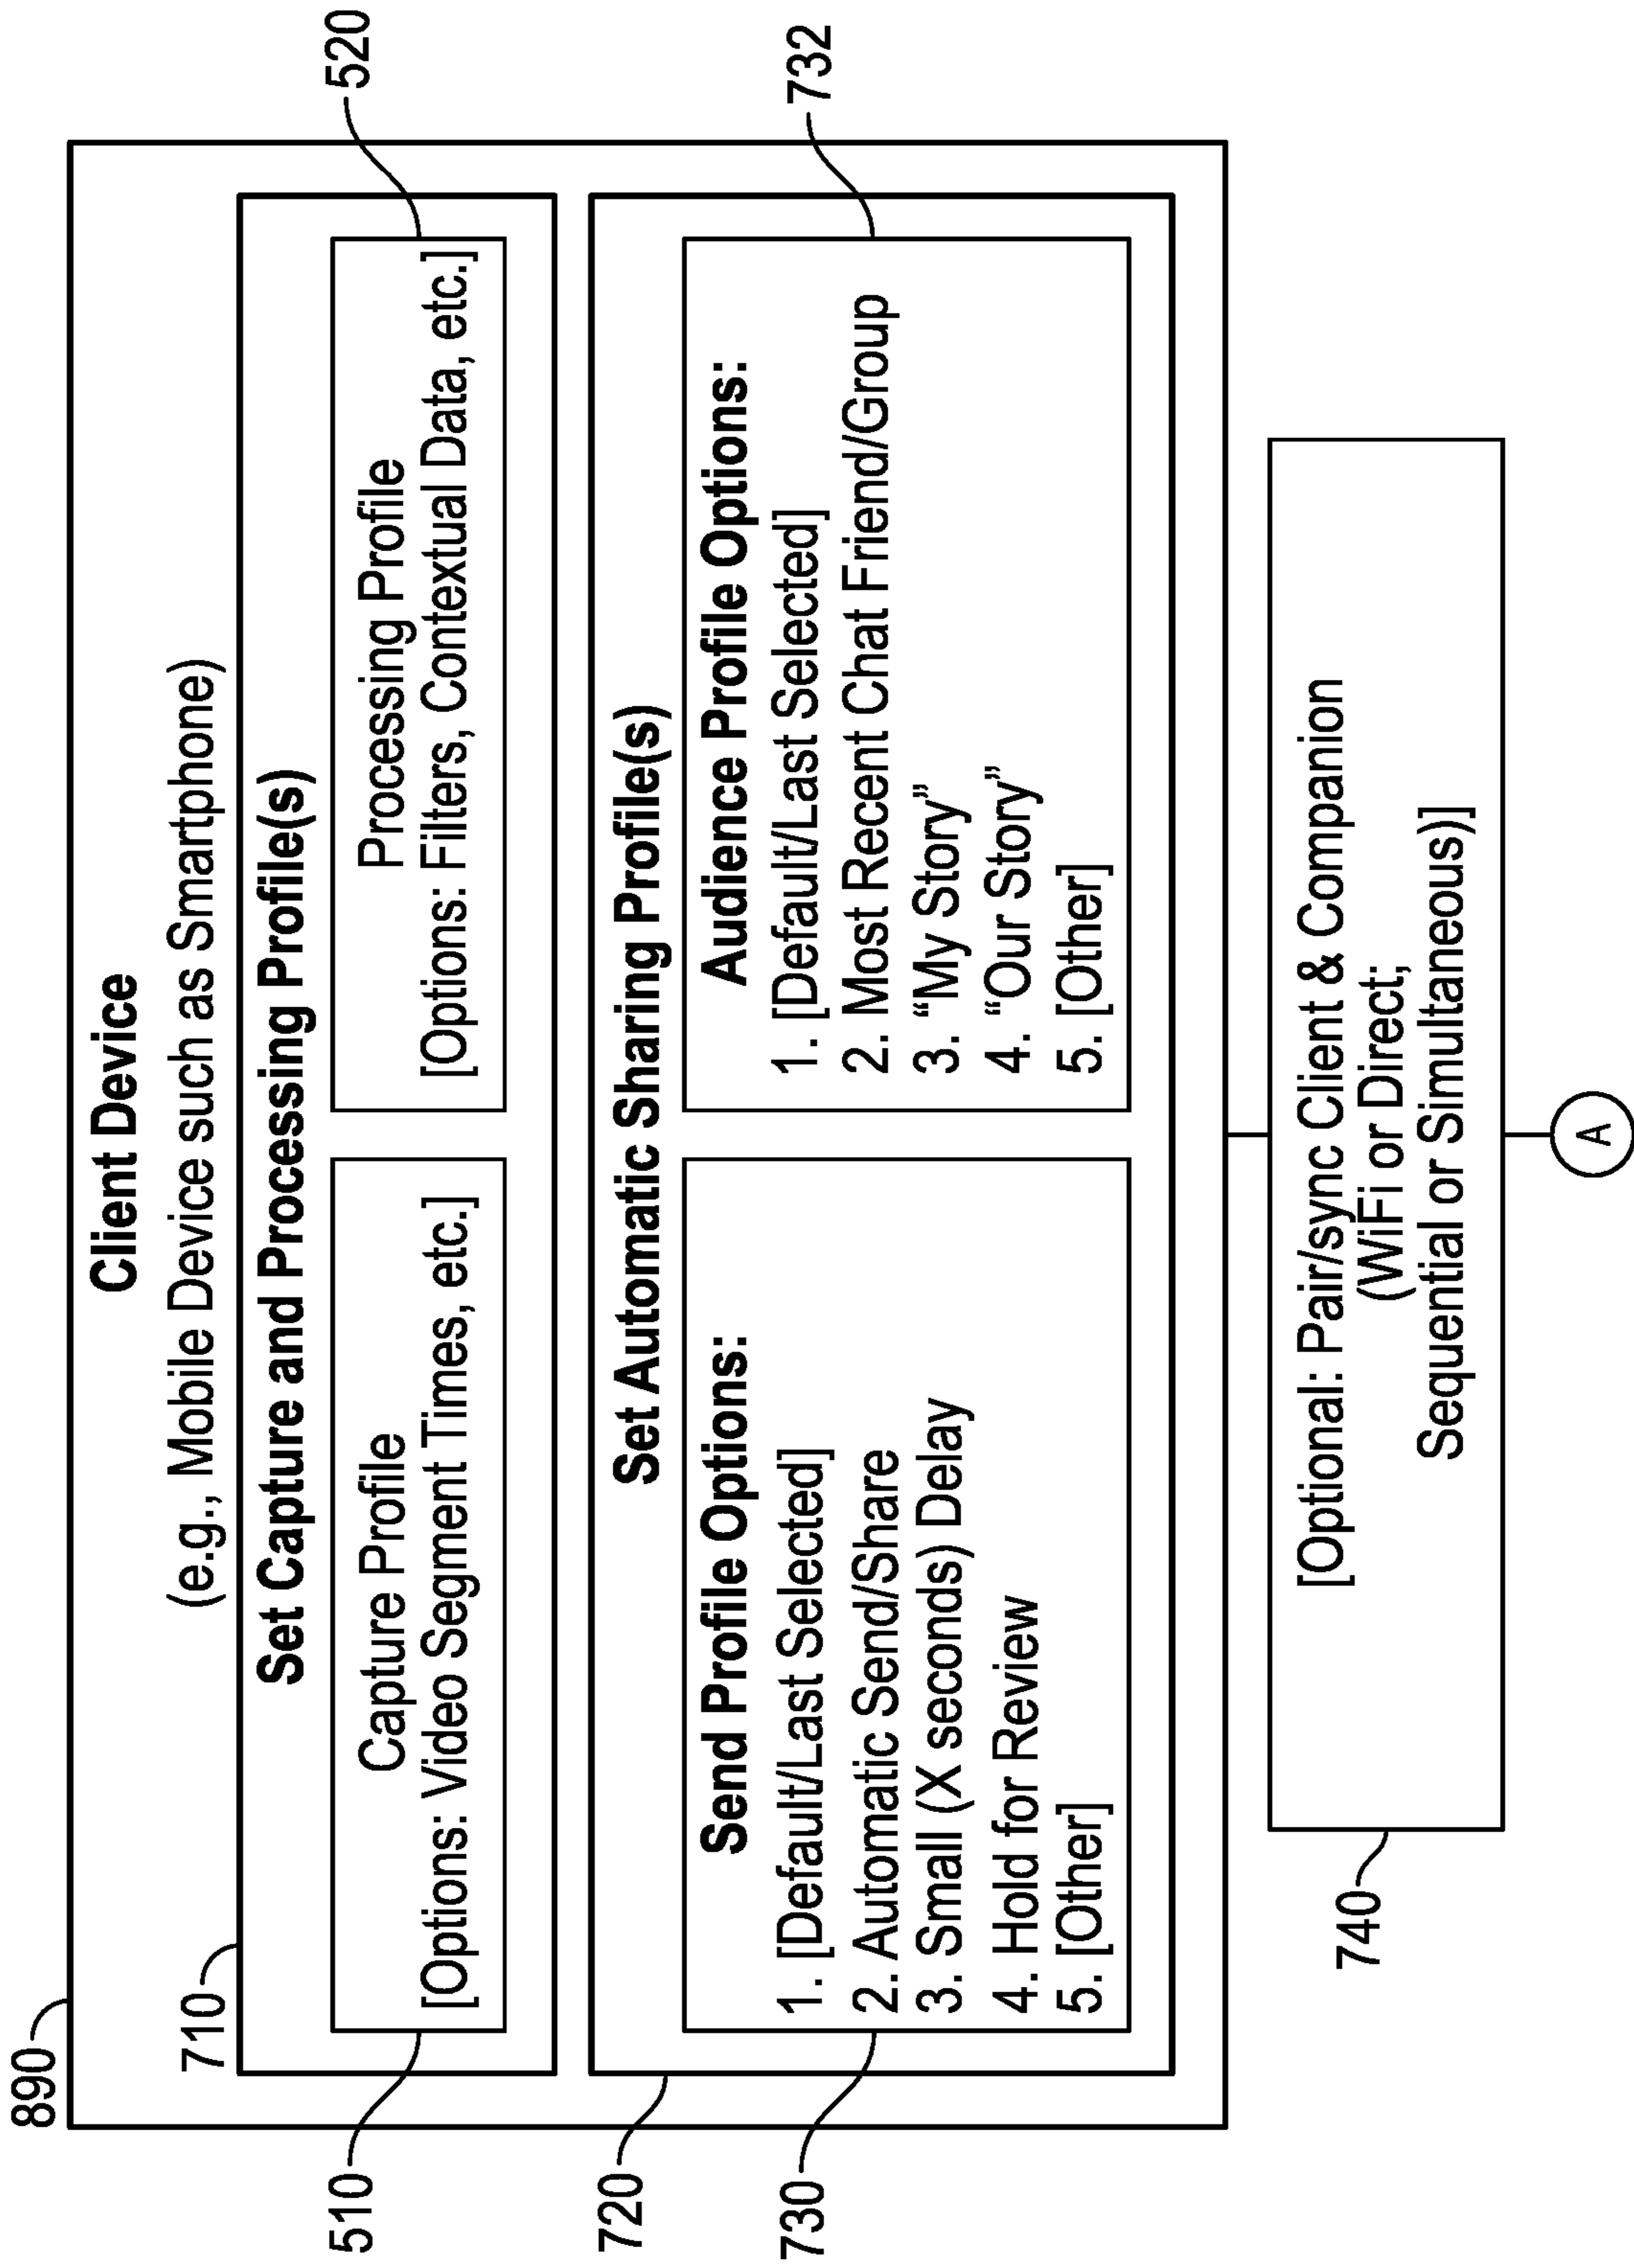 890
Client Device
(e.g., Mobile Device such as Smartphone)
710
Set Capture and Processing Profile(s)
510
Capture Profile
[Options: Video Segment Times, etc.]
520
Processing Profile
[Options: Filters, Contextual Data, etc.]
720
Set Automatic Sharing Profile(s)
730
Send Profile Options:
1. [Default/Last Selected]
2. Automatic Send/Share
3. Small (X seconds) Delay
4. Hold for Review
5. [Other]
732
Audience Profile Options:
1. [Default/Last Selected]
2. Most Recent Chat Friend/Group
3. “My Story”
4. “Our Story”
5. [Other]
740
[Optional: Pair/sync Client & Companion
(WiFi or Direct;
Sequential or Simultaneous)]
A